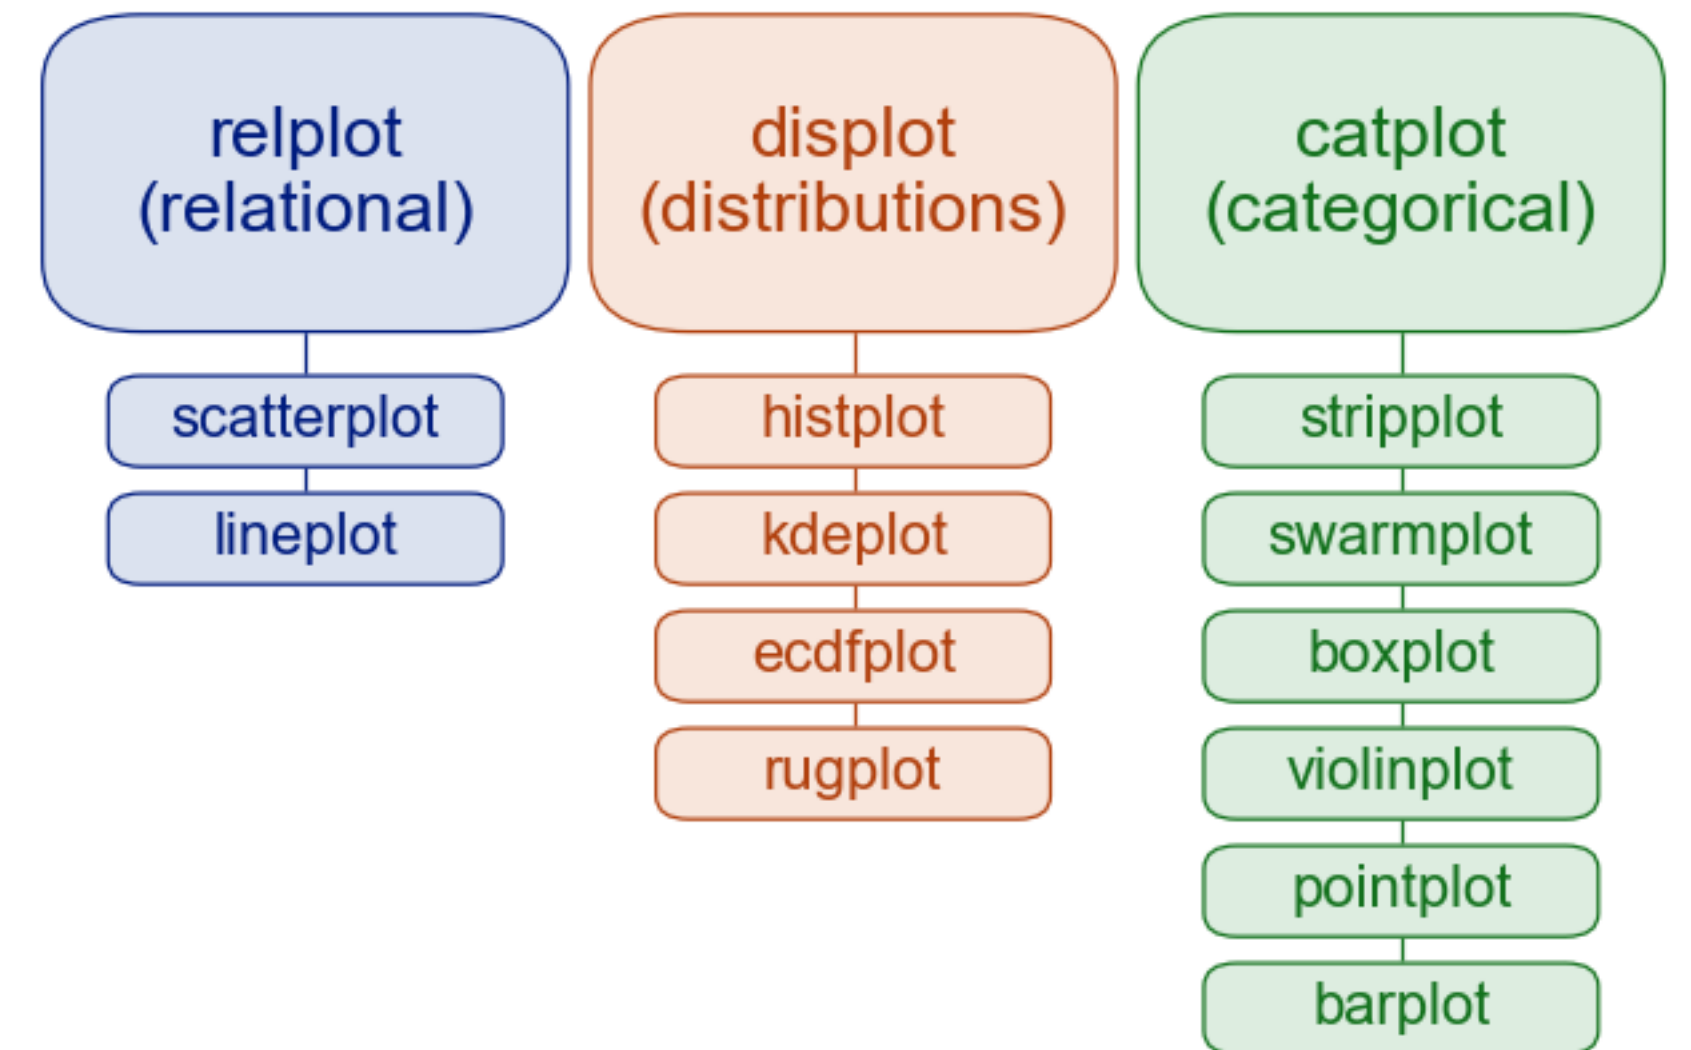 relplot
(relational)
scatterplot
lineplot
displot
(distributions)
histplot
kdeplot
ecdfplot
rugplot
catplot
(categorical)
stripplot
swarmplot
boxplot
violinplot
pointplot
barplot